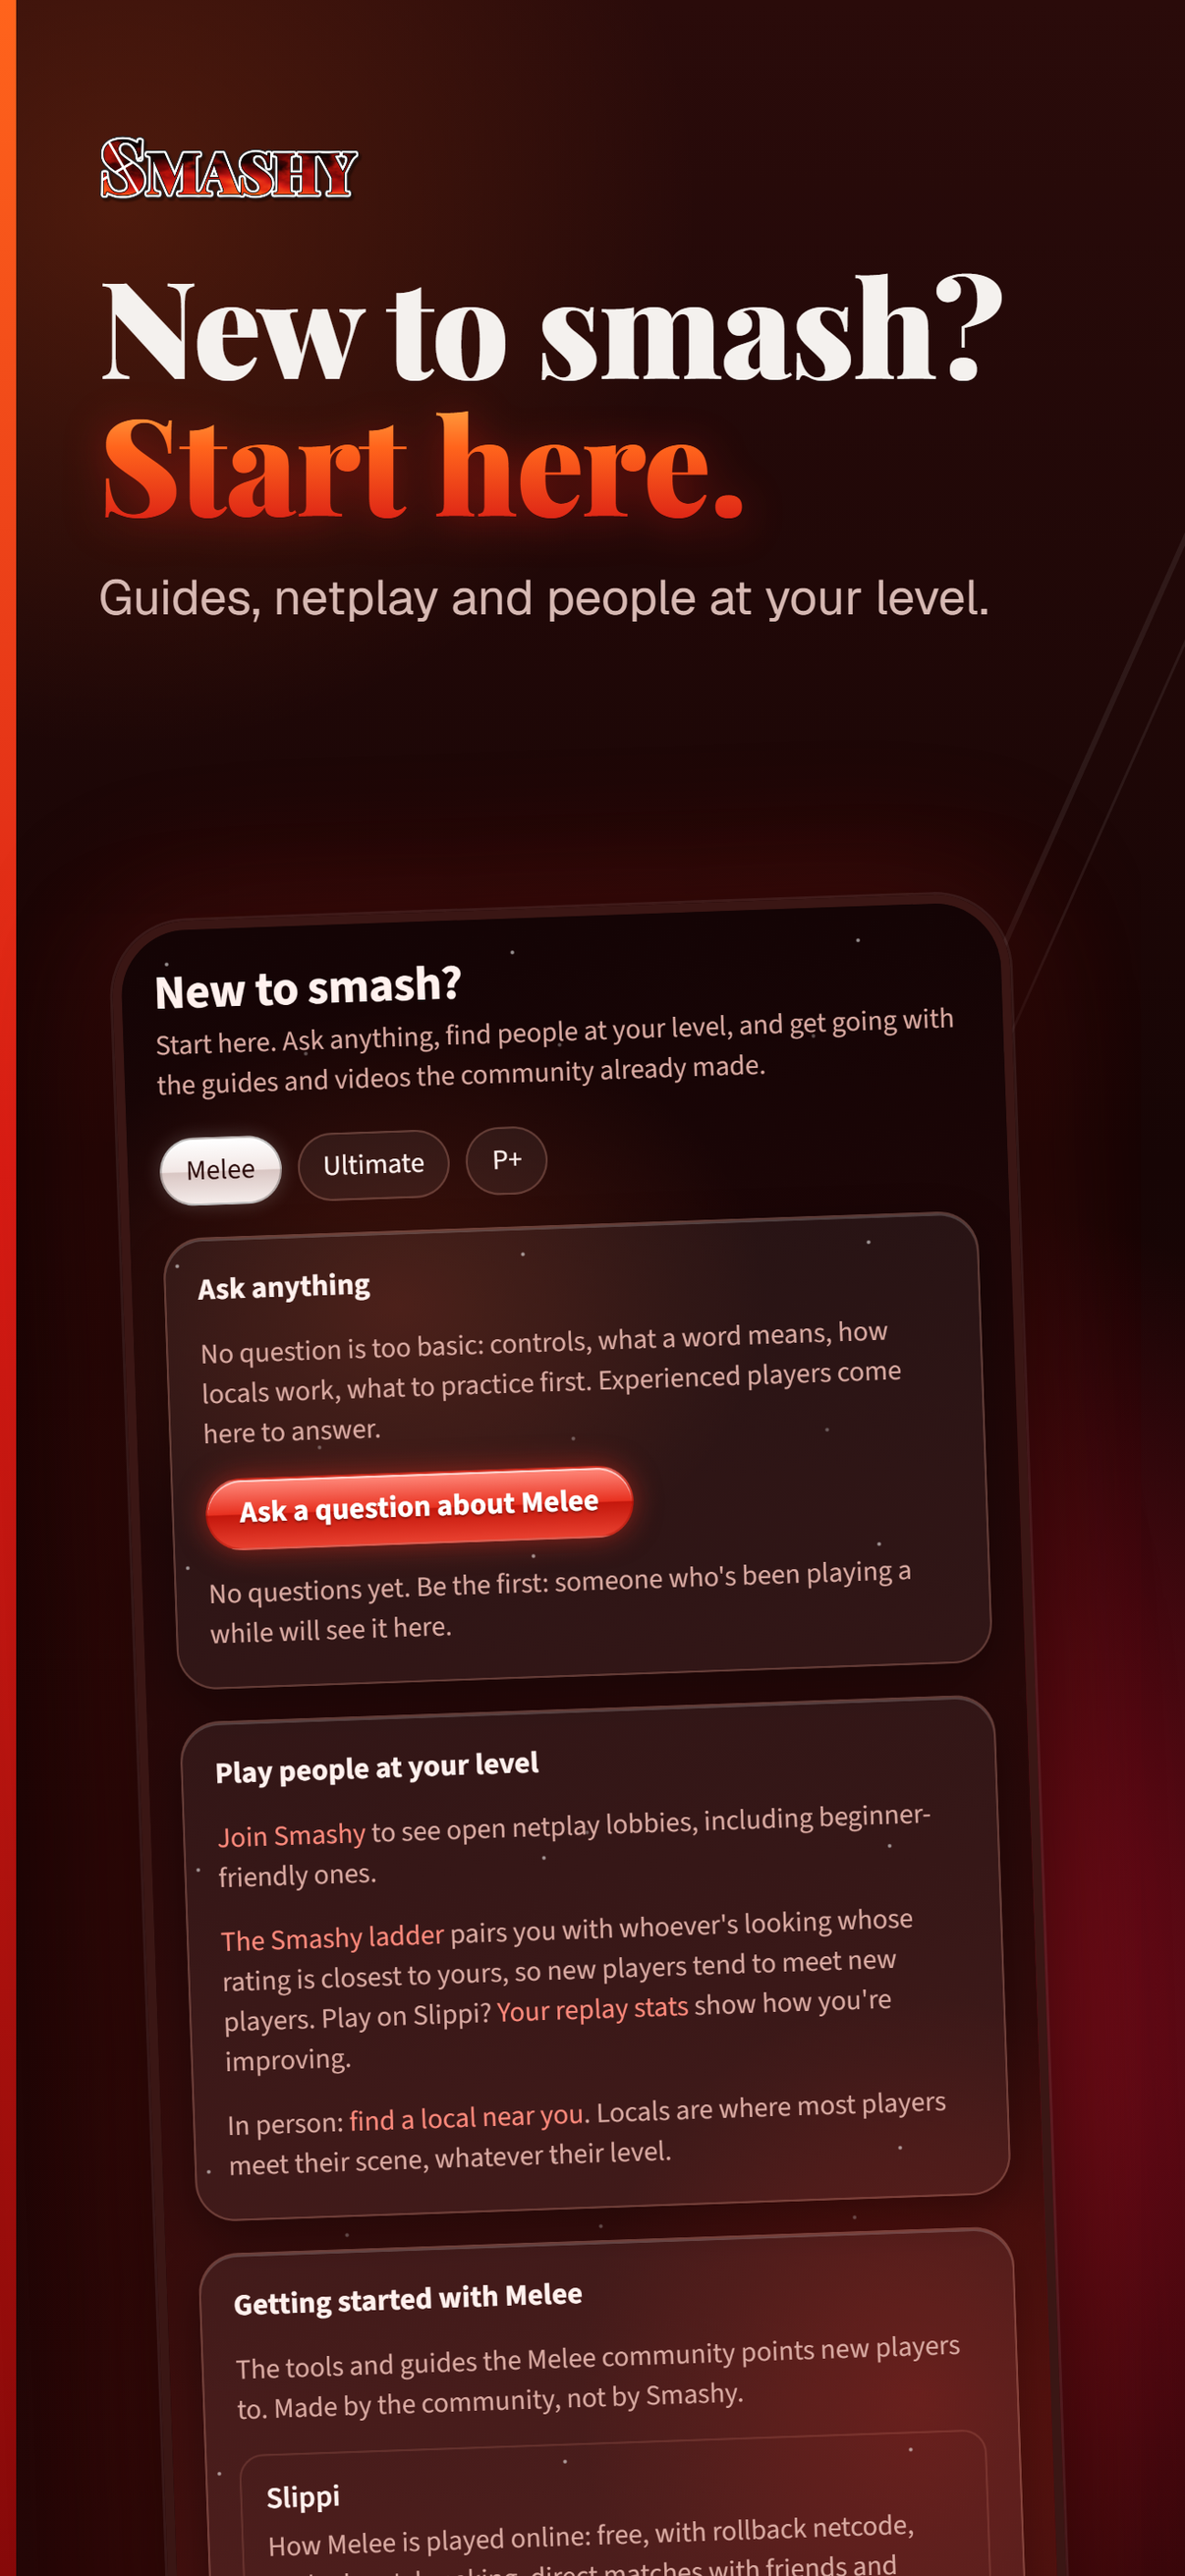 SMASHY
New to smash?
Start here.
Guides, netplay and people at your level.
New to smash?
Start here. Ask anything, find people at your level, and get going with
the guides and videos the community already made.
Melee
Ultimate
P+
Ask anything
No question is too basic: controls, what a word means, how
locals work, what to practice first. Experienced players come
here to answer.
Ask a question about Melee
No questions yet. Be the first: someone who's been playing a
while will see it here.
Play people at your level
Join Smashy to see open netplay lobbies, including beginner-
friendly ones.
The Smashy ladder pairs you with whoever's looking whose
rating is closest to yours, so new players tend to meet new
players. Play on Slippi? Your replay stats show how you're
improving.
In person: find a local near you. Locals are where most players
meet their scene, whatever their level.
Getting started with Melee
The tools and guides the Melee community points new players
to. Made by the community, not by Smashy.
Slippi
How Melee is played online: free, with rollback netcode,
direct matches with friends and